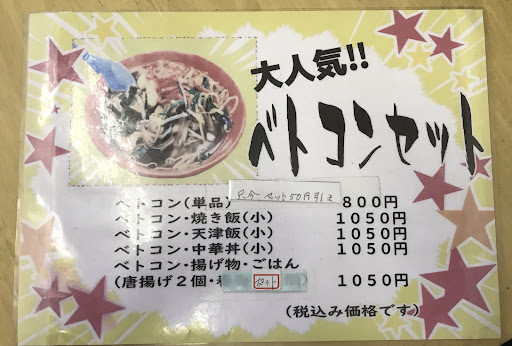 大人気!!
ベトコンセット
只今セット50円引き
ベトコン(単品) 800円
ベトコン・焼き飯(小) 1050円
ベトコン・天津飯(小) 1050円
ベトコン・中華丼(小) 1050円
ベトコン・揚げ物・ごはん
(唐揚げ2個・ ) 1050円
(税込み価格です)